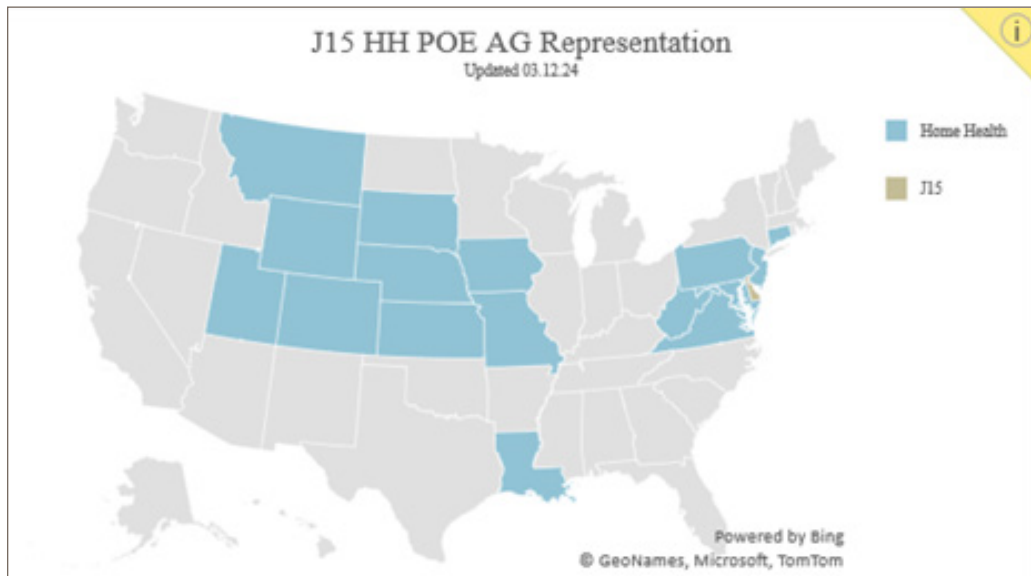 J15 HH POE AG Representation
Updated 03.12.24
Home Health
J15
Powered by Bing
© GeoNames, Microsoft, TomTom